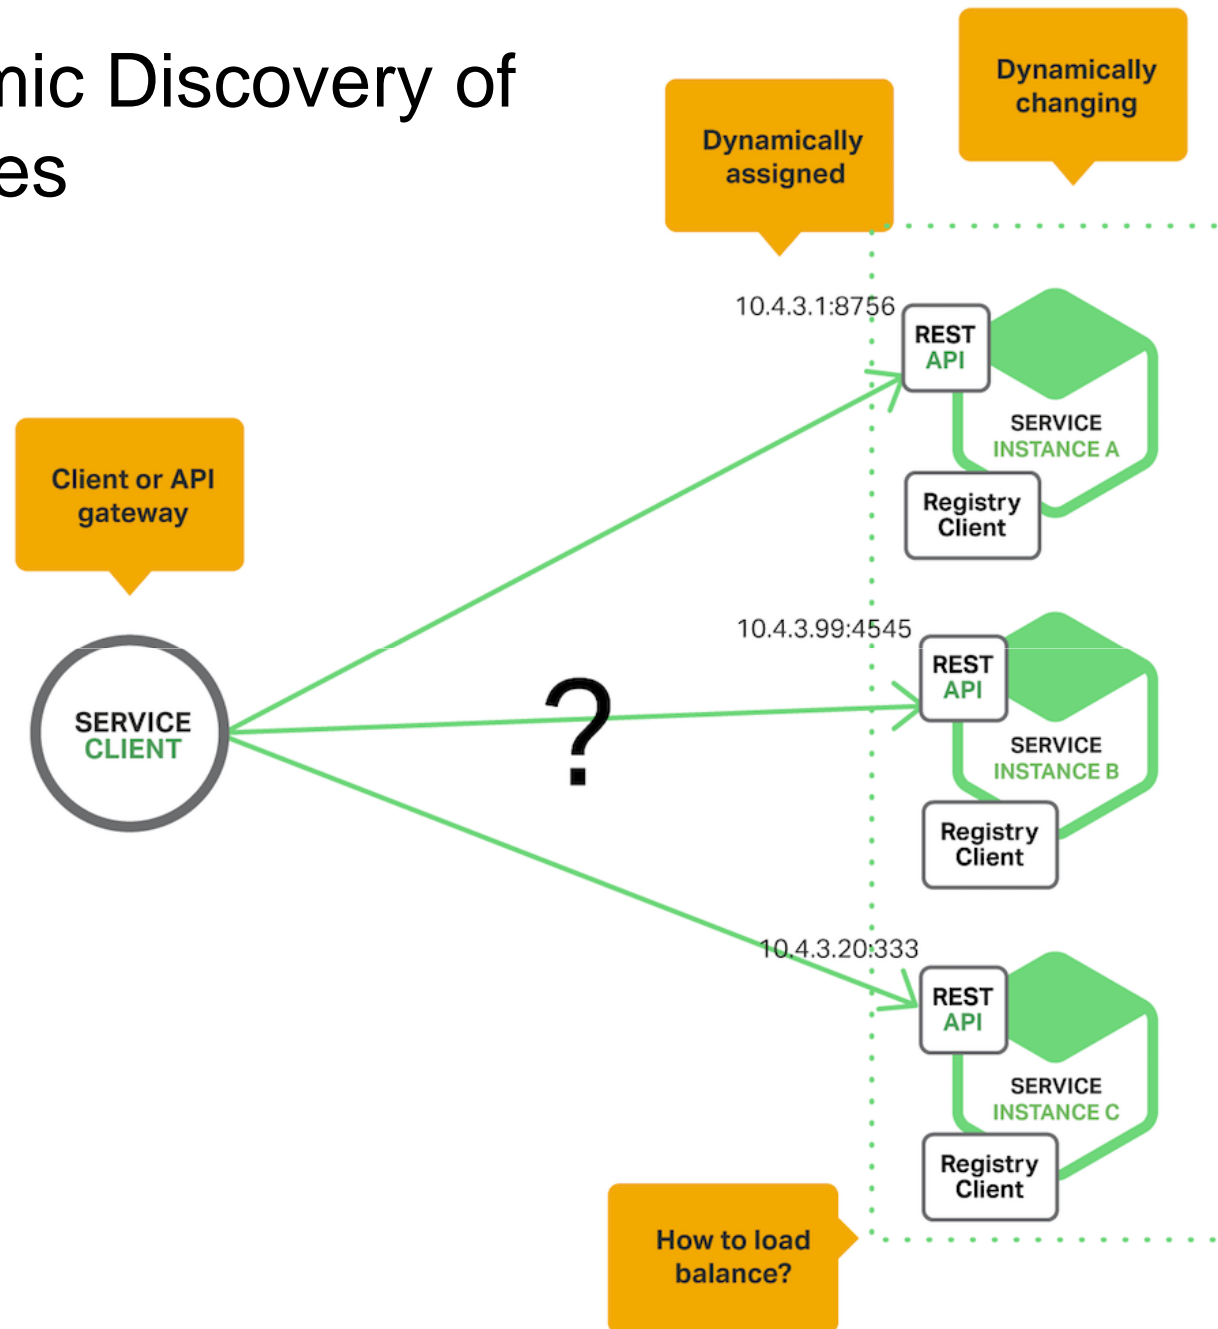 mic Discovery of
es
Dynamically
changing
Dynamically
assigned
10.4.3.1:8756
REST
API
SERVICE
INSTANCE A
Registry
Client
Client or API
gateway
10.4.3.99:4545
REST
API
SERVICE
INSTANCE B
Registry
Client
SERVICE
CLIENT
?
10.4.3.20:333
REST
API
SERVICE
INSTANCE C
Registry
Client
How to load
balance?